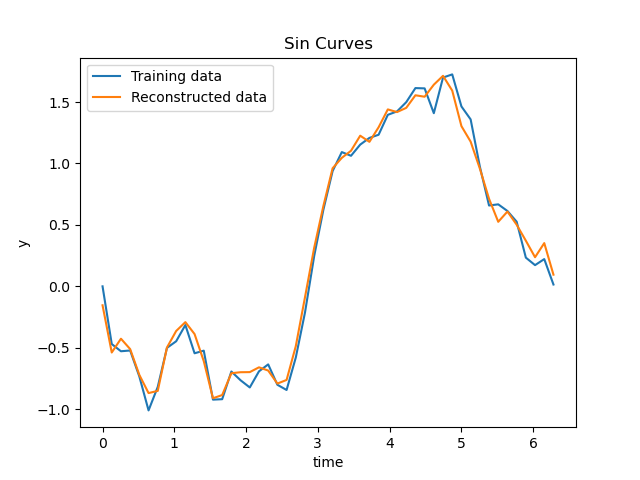 Sin Curves
Training data
Reconstructed data
1.5
1.0
0.5
0.0
−0.5
−1.0
y
0 1 2 3 4 5 6
time